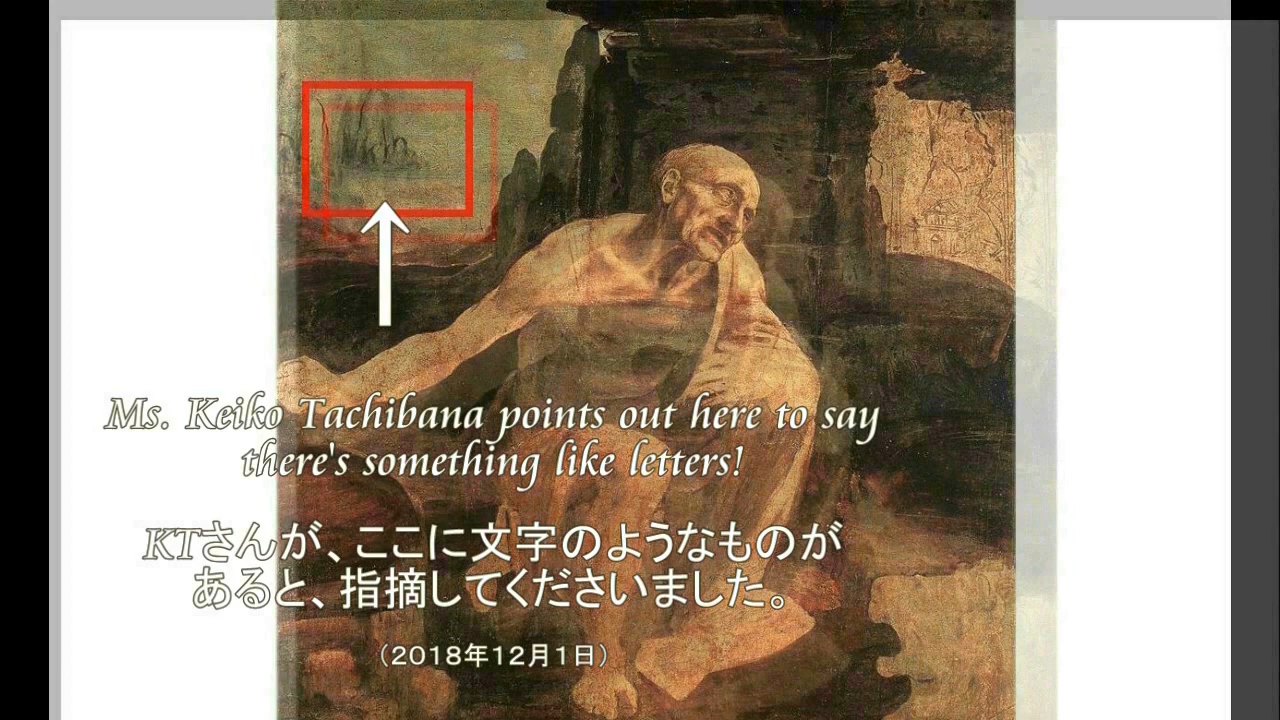 Ms. Keiko Tachibana points out here to say
there's something like letters!
KTさんが、ここに文字のようなものが
あると、指摘してくださいました。
（2018年12月1日）